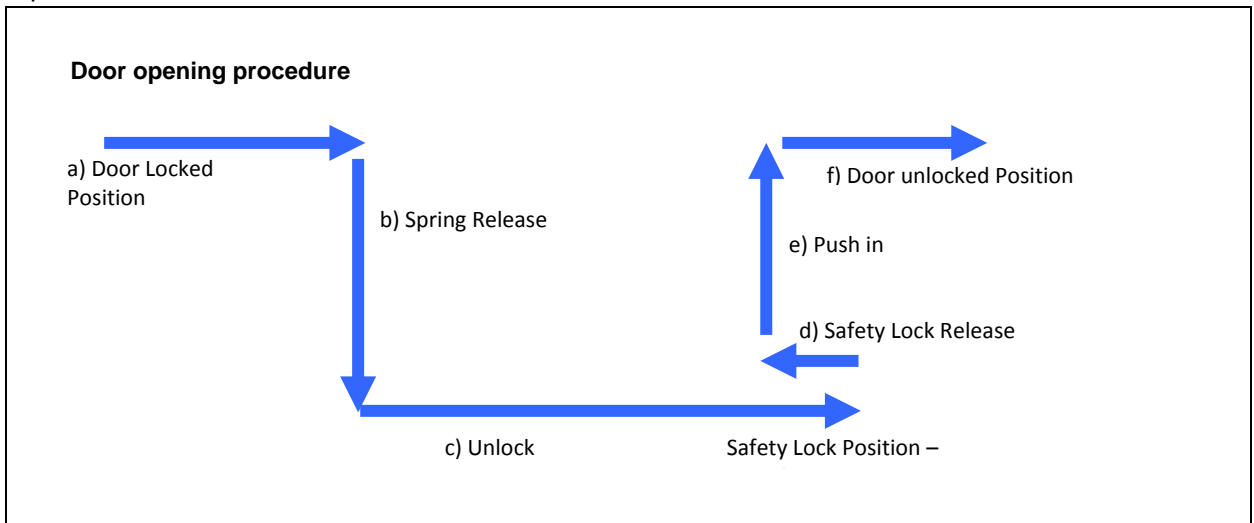 Door opening procedure
a) Door Locked
Position
b) Spring Release
f) Door unlocked Position
e) Push in
d) Safety Lock Release
c) Unlock
Safety Lock Position –